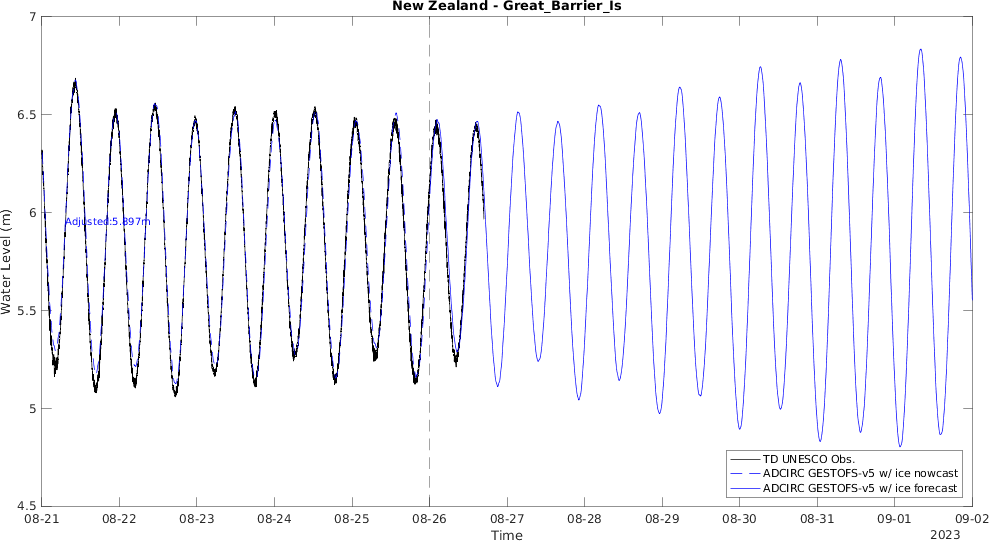 New Zealand - Great_Barrier_Is
7
6.5
6
5.5
5
4.5
Water Level (m)
Adjusted:5.897m
TD UNESCO Obs.
ADCIRC GESTOFS-v5 w/ ice nowcast
ADCIRC GESTOFS-v5 w/ ice forecast
08-21 08-22 08-23 08-24 08-25 08-26 08-27 08-28 08-29 08-30 08-31 09-01 09-02
Time
2023